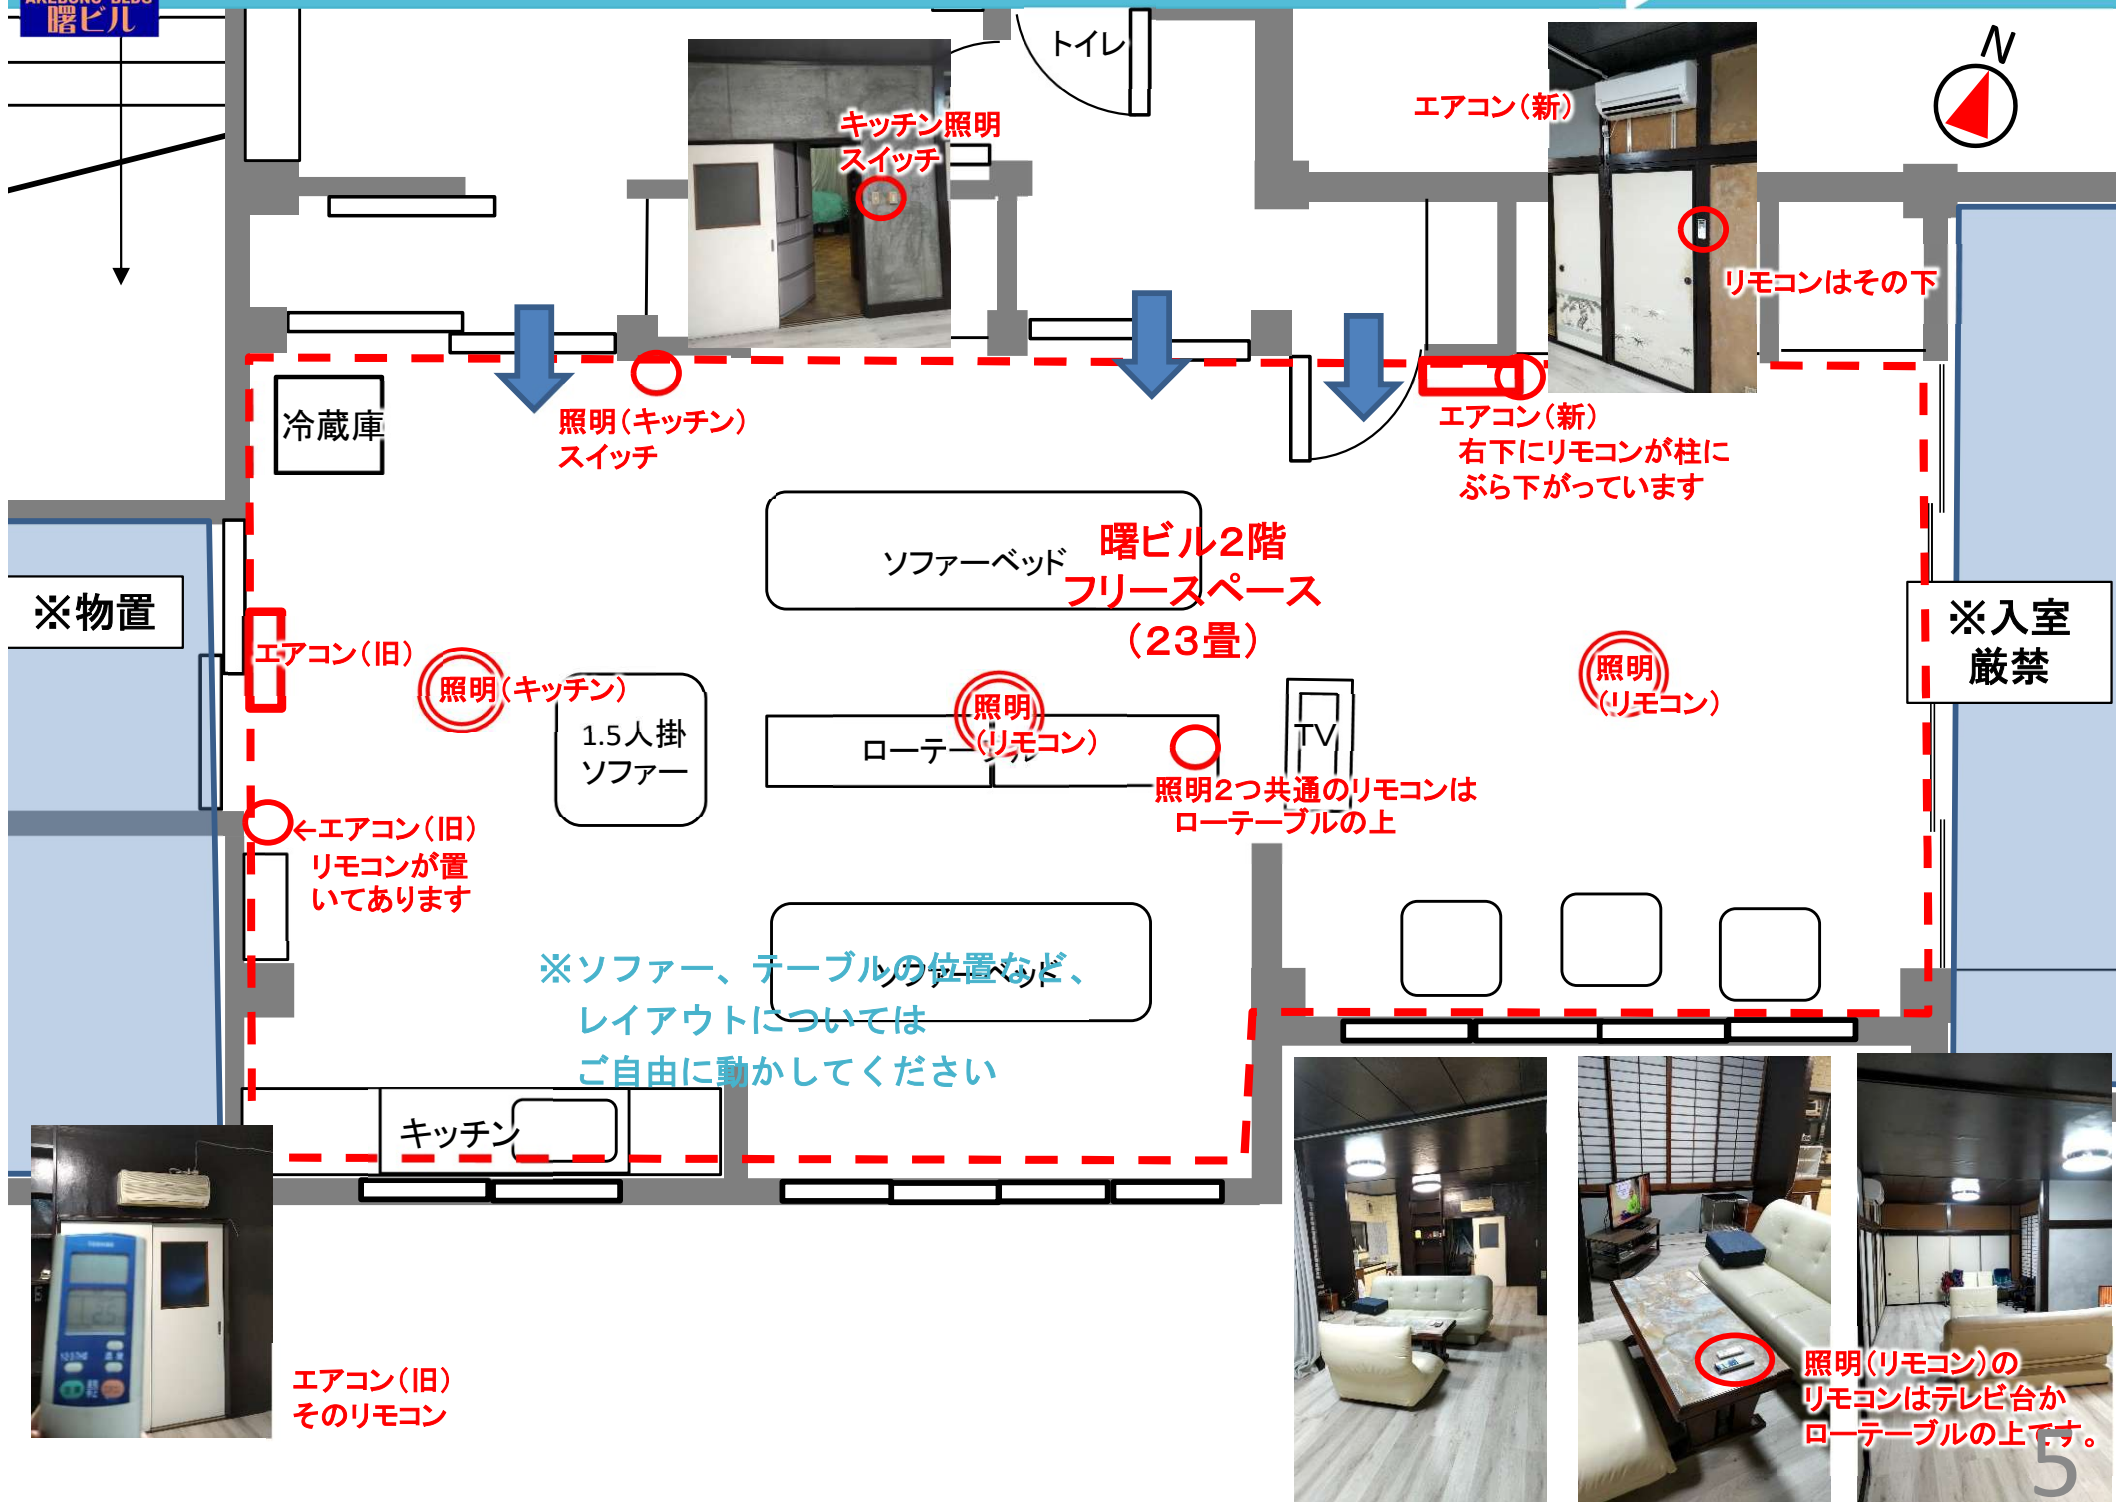 AKEBONO BLDG
曙ビル
トイレ
N
キッチン照明
スイッチ
エアコン（新）
リモコンはその下
冷蔵庫
照明（キッチン）
スイッチ
エアコン（新）
右下にリモコンが柱に
ぶら下がっています
ソファーベッド
曙ビル２階
フリースペース
（２３畳）
※物置
※入室
厳禁
エアコン（旧）
照明（キッチン）
1.5人掛
ソファー
照明
（リモコン）
ローテーブル
TV
照明
（リモコン）
照明２つ共通のリモコンは
ローテーブルの上
←エアコン（旧）
リモコンが置
いてあります
ソファーベッド
※ソファー、テーブルの位置など、
レイアウトについては
ご自由に動かしてください
キッチン
エアコン（旧）
そのリモコン
照明（リモコン）の
リモコンはテレビ台か
ローテーブルの上です。
5